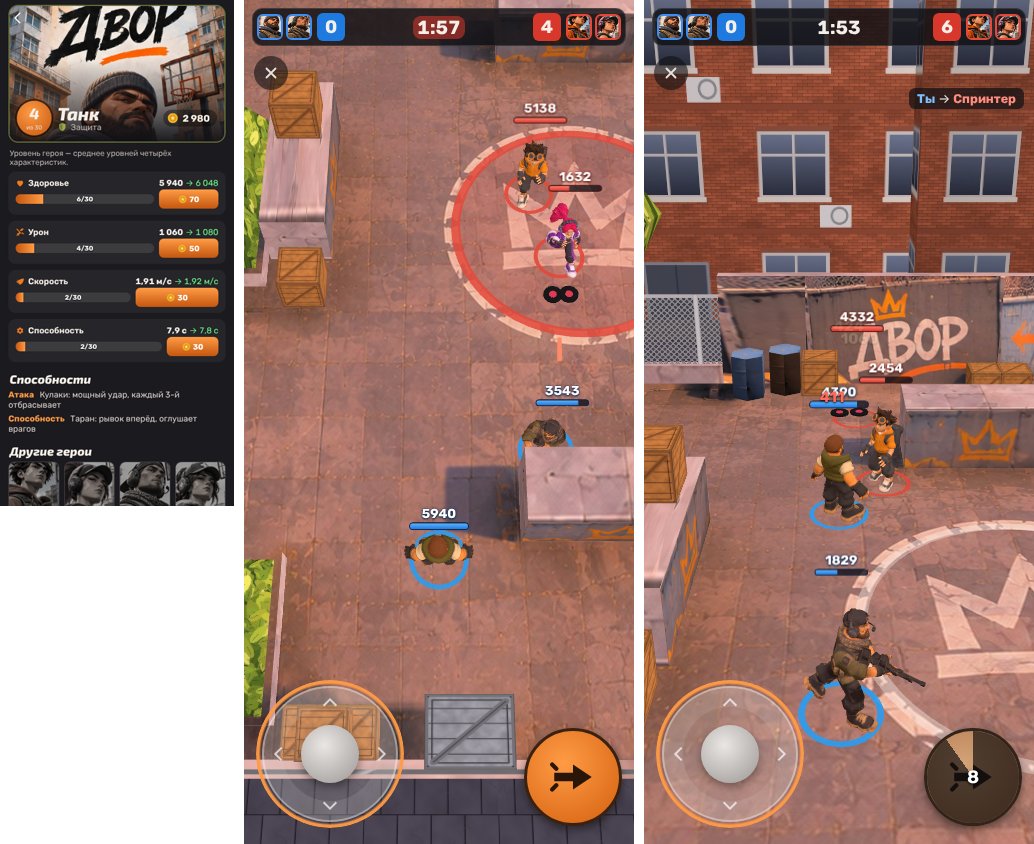 ДВОР
4
из 30
Танк
Защита
2 980
Уровень героя — среднее уровней четырёх
характеристик.
Здоровье
5 940 → 6 048
6/30
70
Урон
1 060 → 1 080
4/30
50
Скорость
1,91 м/с → 1,92 м/с
2/30
30
Способность
7.9 с → 7.8 с
2/30
30
Способности
Атака Кулаки: мощный удар, каждый 3-й
отбрасывает
Способность Таран: рывок вперёд, оглушает
врагов
Другие герои
0
1:57
4
5138
1632
3543
5940
0
1:53
6
Ты → Спринтер
ДВОР
4332
2454
4390
1829
8